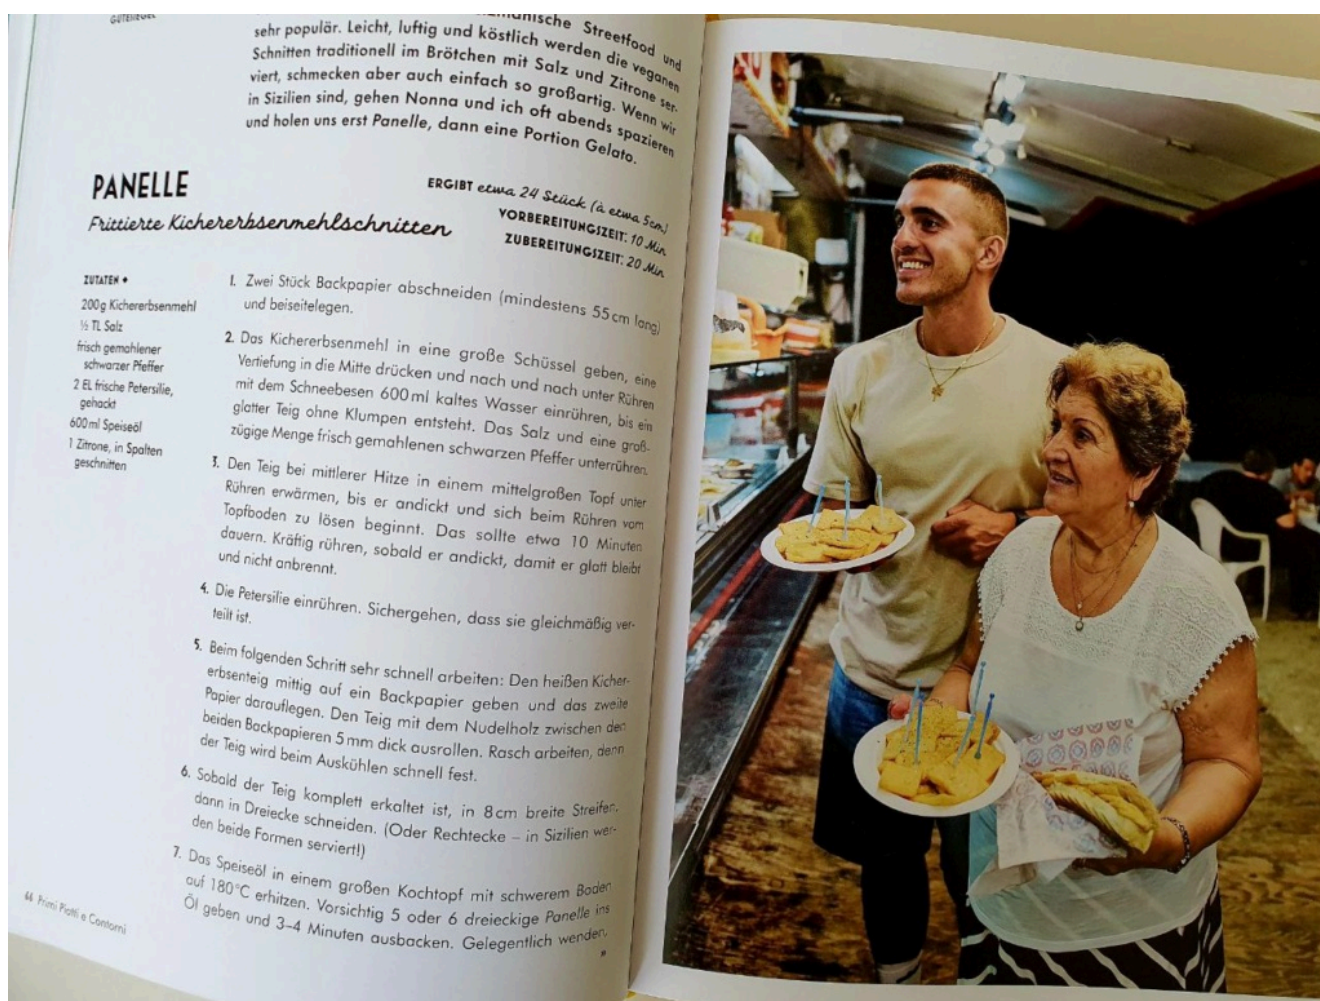 GÜTESIEGEL
Streetfood und
sehr populär. Leicht, luftig und köstlich werden die veganen
Schnitten traditionell im Brötchen mit Salz und Zitrone ser-
viert, schmecken aber auch einfach so großartig. Wenn wir
in Sizilien sind, gehen Nonna und ich oft abends spazieren
und holen uns erst Panelle, dann eine Portion Gelato.
PANELLE
Frittierte Kichererbsenmehlschnitten
ERGIBT etwa 24 Stück (à etwa 5cm)
VORBEREITUNGSZEIT: 10 Min
ZUBEREITUNGSZEIT: 20 Min
ZUTATEN
200g Kichererbsenmehl
½ TL Salz
frisch gemahlener
schwarzer Pfeffer
2 EL frische Petersilie,
gehackt
600ml Speiseöl
1 Zitrone, in Spalten
geschnitten
1. Zwei Stück Backpapier abschneiden (mindestens 55cm lang)
und beiseitelegen.
2. Das Kichererbsenmehl in eine große Schüssel geben, eine
Vertiefung in die Mitte drücken und nach und nach unter Rühren
mit dem Schneebesen 600ml kaltes Wasser einrühren, bis ein
glatter Teig ohne Klumpen entsteht. Das Salz und eine groß-
zügige Menge frisch gemahlenen schwarzen Pfeffer unterrühren.
3. Den Teig bei mittlerer Hitze in einem mittelgroßen Topf unter
Rühren erwärmen, bis er andickt und sich beim Rühren vom
Topfboden zu lösen beginnt. Das sollte etwa 10 Minuten
dauern. Kräftig rühren, sobald er andickt, damit er glatt bleibt
und nicht anbrennt.
4. Die Petersilie einrühren. Sichergehen, dass sie gleichmäßig ver-
teilt ist.
5. Beim folgenden Schritt sehr schnell arbeiten: Den heißen Kicher-
erbsenteig mittig auf ein Backpapier geben und das zweite
Papier darauflegen. Den Teig mit dem Nudelholz zwischen den
beiden Backpapieren 5mm dick ausrollen. Rasch arbeiten, denn
der Teig wird beim Auskühlen schnell fest.
6. Sobald der Teig komplett erkaltet ist, in 8cm breite Streifen,
dann in Dreiecke schneiden. (Oder Rechtecke – in Sizilien wer-
den beide Formen serviert!)
7. Das Speiseöl in einem großen Kochtopf mit schwerem Boden
auf 180°C erhitzen. Vorsichtig 5 oder 6 dreieckige Panelle ins
Öl geben und 3–4 Minuten ausbacken. Gelegentlich wenden,
»
66 Primi Piatti e Contorni